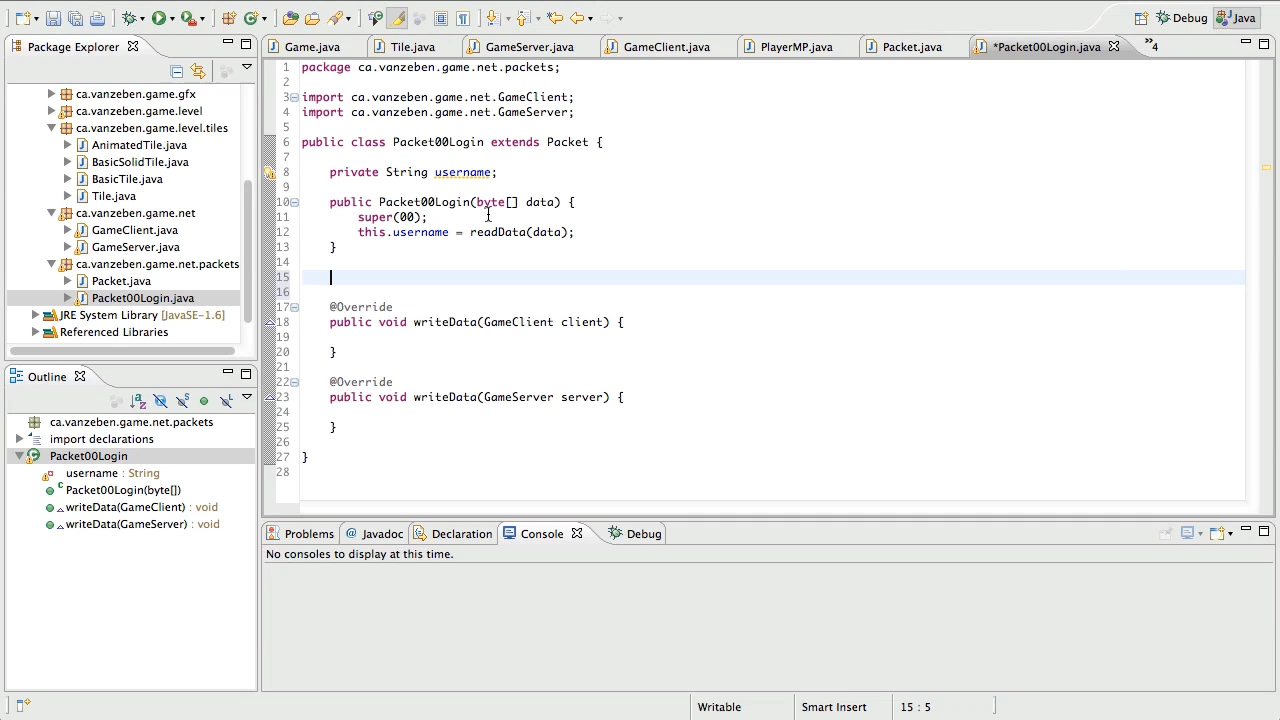 Debug
Java
Package Explorer
Game.java
Tile.java
GameServer.java
GameClient.java
PlayerMP.java
Packet.java
*Packet00Login.java
4
ca.vanzeben.game.gfx
ca.vanzeben.game.level
ca.vanzeben.game.level.tiles
AnimatedTile.java
BasicSolidTile.java
BasicTile.java
Tile.java
ca.vanzeben.game.net
GameClient.java
GameServer.java
ca.vanzeben.game.net.packets
Packet.java
Packet00Login.java
JRE System Library [JavaSE-1.6]
Referenced Libraries
1 package ca.vanzeben.game.net.packets;
2
3 import ca.vanzeben.game.net.GameClient;
4 import ca.vanzeben.game.net.GameServer;
5
6 public class Packet00Login extends Packet {
7
8 private String username;
9
10 public Packet00Login(byte[] data) {
11 super(00);
12 this.username = readData(data);
13 }
14
15
16
17 @Override
18 public void writeData(GameClient client) {
19
20 }
21
22 @Override
23 public void writeData(GameServer server) {
24
25 }
26
27 }
28
Outline
ca.vanzeben.game.net.packets
import declarations
Packet00Login
username : String
Packet00Login(byte[])
writeData(GameClient) : void
writeData(GameServer) : void
Problems
Javadoc
Declaration
Console
Debug
No consoles to display at this time.
Writable
Smart Insert
15 : 5